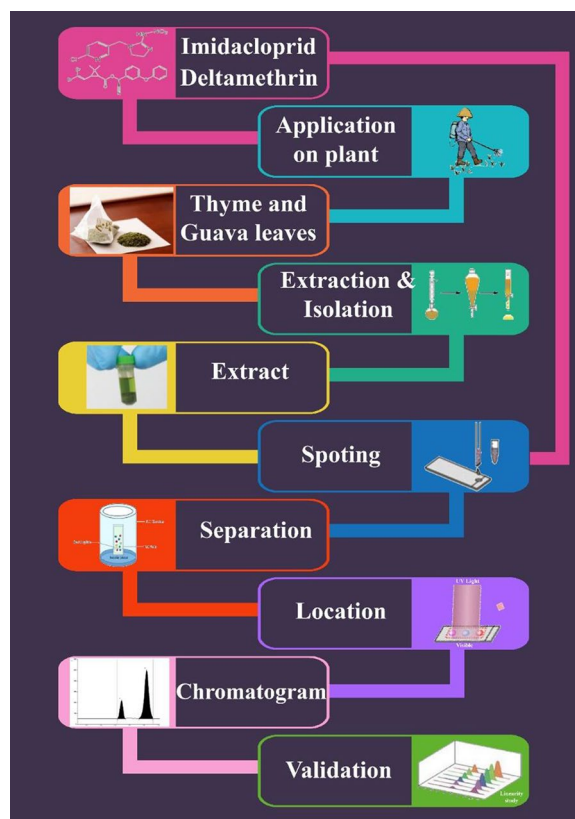 Imidacloprid
Deltamethrin
Application
on plant
Thyme and
Guava leaves
Extraction &
Isolation
Extract
Spoting
Separation
Location
UV Light
Visible
Chromatogram
Validation
Linearity
study